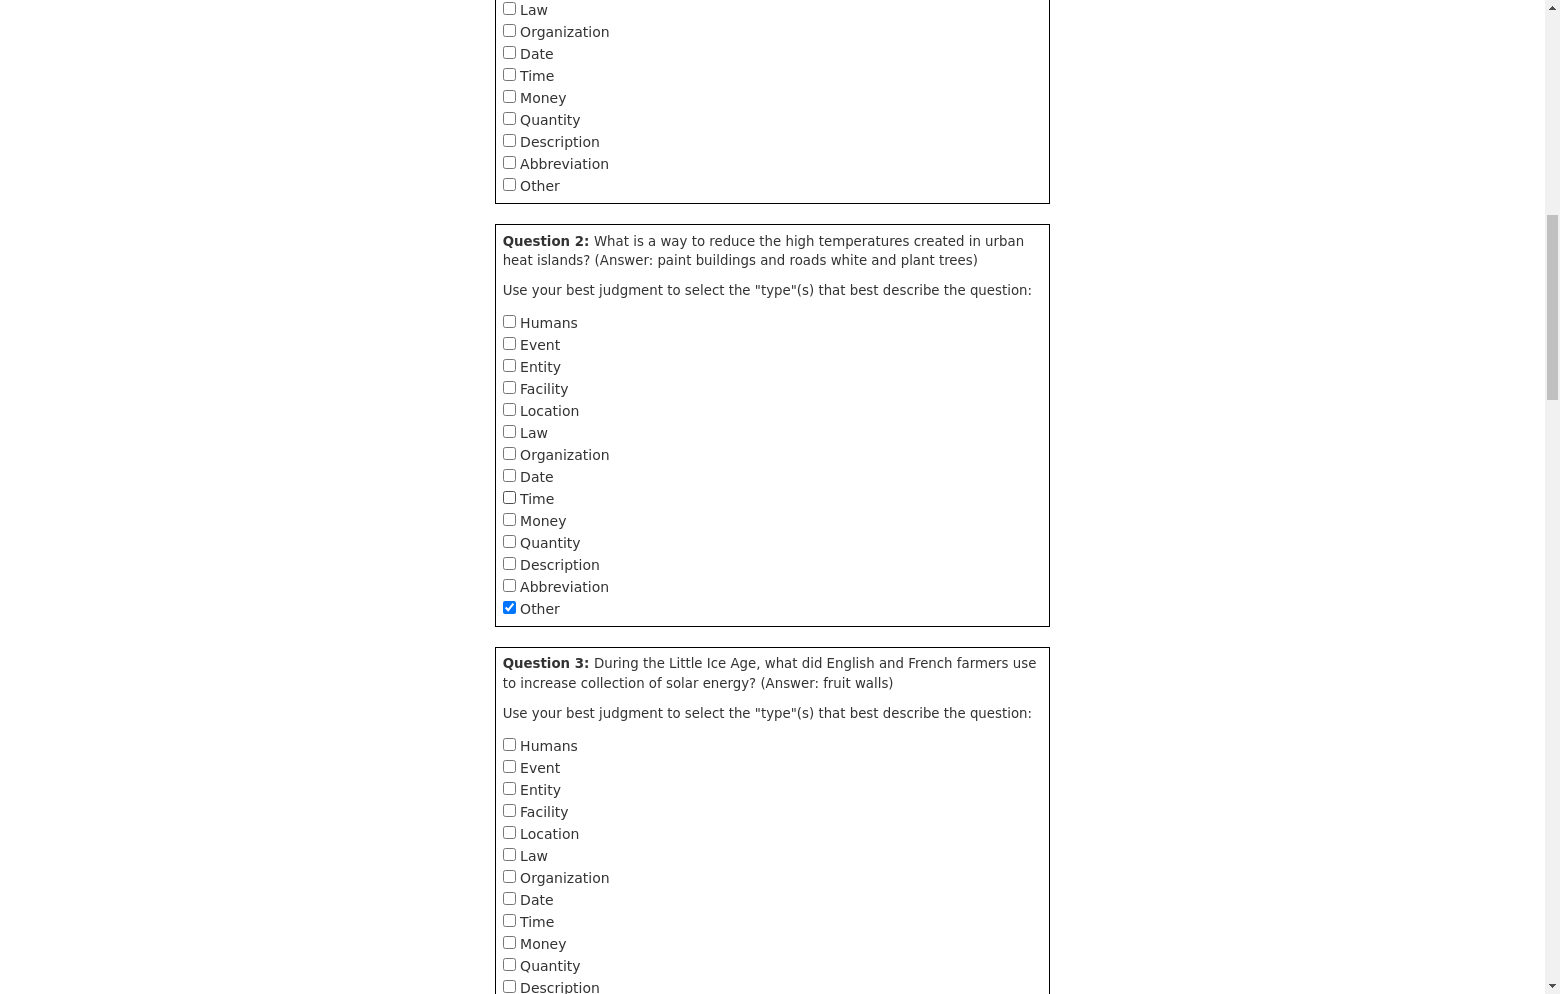 Law
Organization
Date
Time
Money
Quantity
Description
Abbreviation
Other
Question 2: What is a way to reduce the high temperatures created in urban
heat islands? (Answer: paint buildings and roads white and plant trees)
Use your best judgment to select the "type"(s) that best describe the question:
Humans
Event
Entity
Facility
Location
Law
Organization
Date
Time
Money
Quantity
Description
Abbreviation
Other
Question 3: During the Little Ice Age, what did English and French farmers use
to increase collection of solar energy? (Answer: fruit walls)
Use your best judgment to select the "type"(s) that best describe the question:
Humans
Event
Entity
Facility
Location
Law
Organization
Date
Time
Money
Quantity
Description